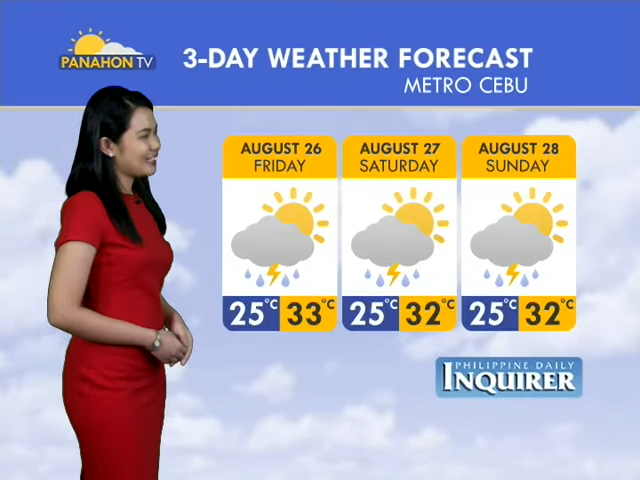 PANAHON TV
3-DAY WEATHER FORECAST
METRO CEBU
AUGUST 26
FRIDAY
25°C 33°C
AUGUST 27
SATURDAY
25°C 32°C
AUGUST 28
SUNDAY
25°C 32°C
PHILIPPINE DAILY
INQUIRER